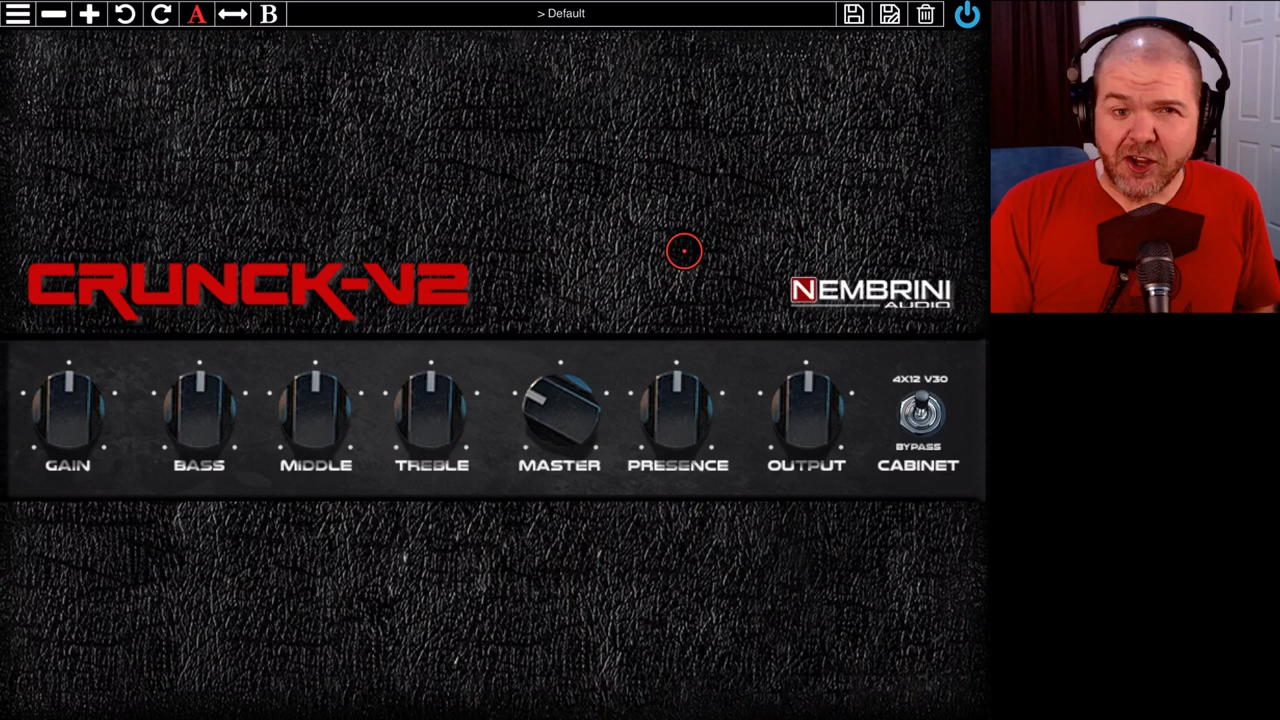 A B > Default
CRUNCK-V2
NEMBRINI
AUDIO
4X12 V30
BYPASS
GAIN BASS MIDDLE TREBLE MASTER PRESENCE OUTPUT CABINET